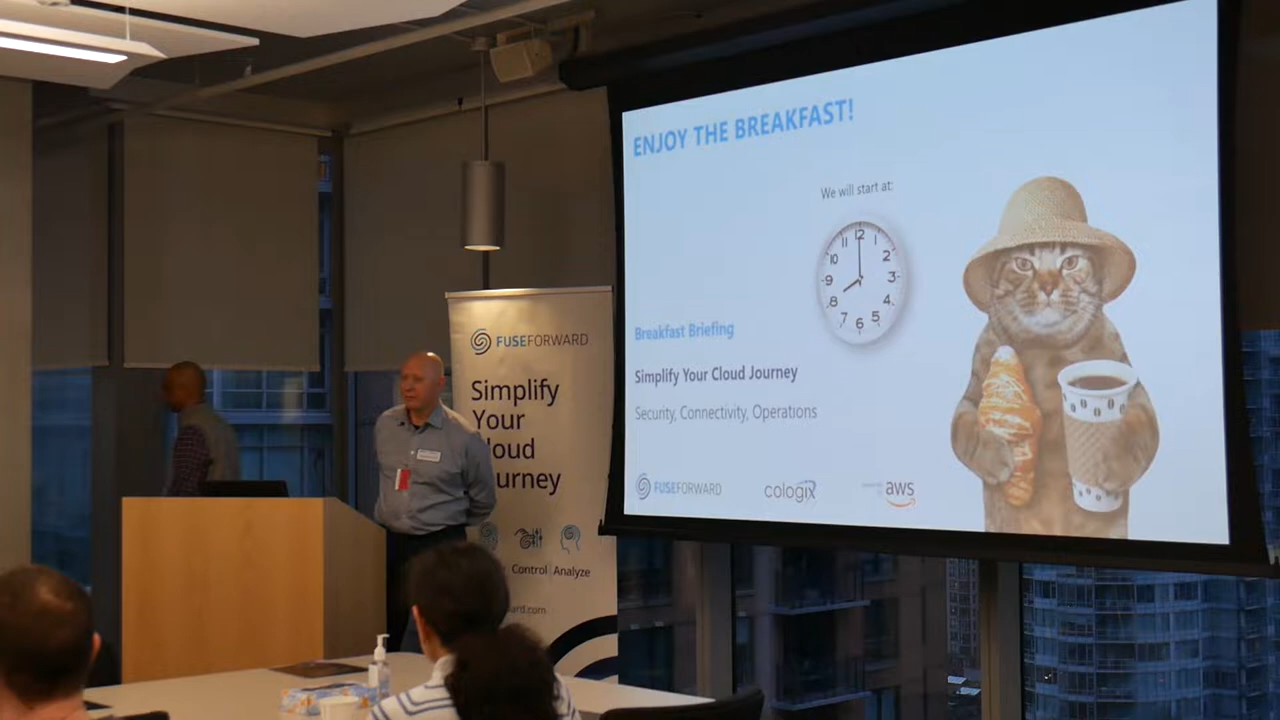 ENJOY THE BREAKFAST!
We will start at:
12
11 1
10 2
9 3
8 4
7 5
6
Breakfast Briefing
Simplify Your Cloud Journey
Security, Connectivity, Operations
FUSEFORWARD
cologix
aws
FUSEFORWARD
Simplify
Your
loud
urney
Control Analyze
ard.com